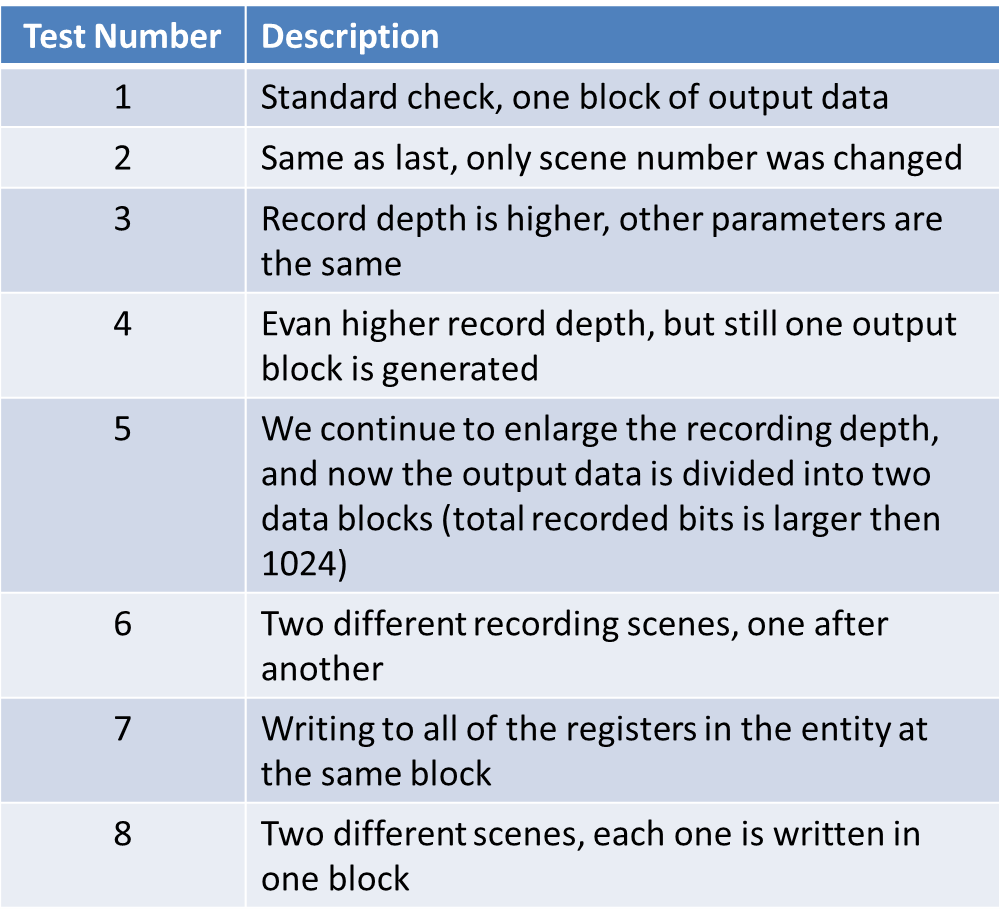 Test Number Description
1 Standard check, one block of output data
2 Same as last, only scene number was changed
3 Record depth is higher, other parameters are
the same
4 Evan higher record depth, but still one output
block is generated
5 We continue to enlarge the recording depth,
and now the output data is divided into two
data blocks (total recorded bits is larger then
1024)
6 Two different recording scenes, one after
another
7 Writing to all of the registers in the entity at
the same block
8 Two different scenes, each one is written in
one block